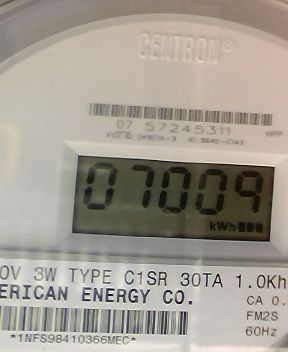 CENTRON®
07 57245311
HPP
07009
kWh
0V 3W TYPE C1SR 30TA 1.0Kh
ERICAN ENERGY CO.
CA 0.
FM2S
60Hz
*1NFS98410366MEC*